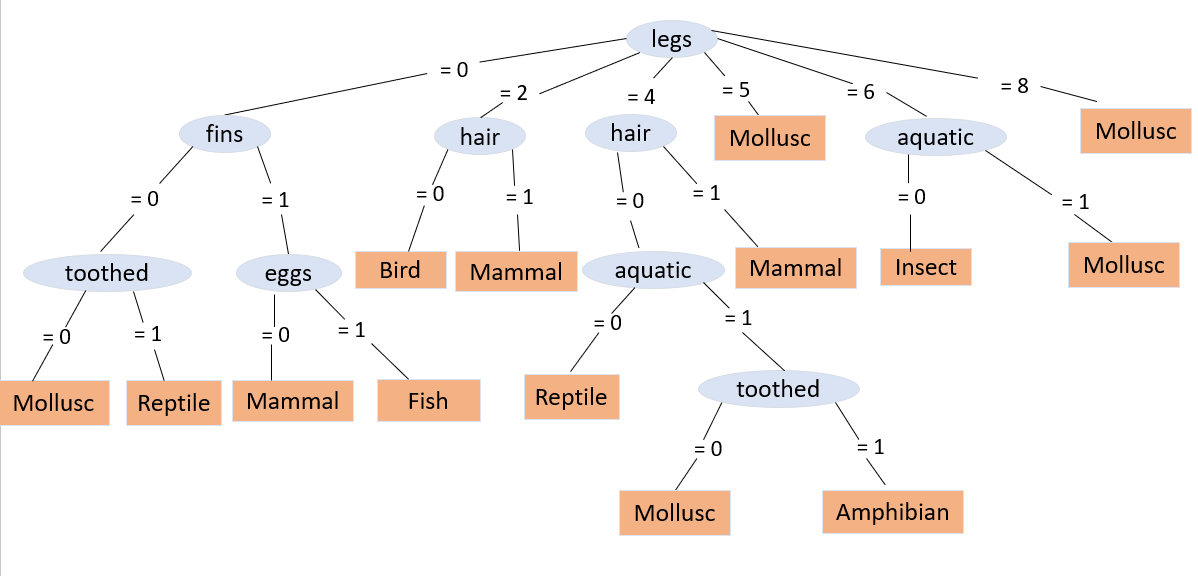 legs
= 0
= 2
= 4
= 5
= 6
= 8
fins
hair
hair
Mollusc
aquatic
Mollusc
= 0
= 1
= 0
= 1
= 0
= 1
= 0
= 1
toothed
eggs
Bird
Mammal
aquatic
Mammal
Insect
Mollusc
= 0
= 1
= 0
= 1
= 0
= 1
Mollusc
Reptile
Mammal
Fish
Reptile
toothed
= 0
= 1
Mollusc
Amphibian